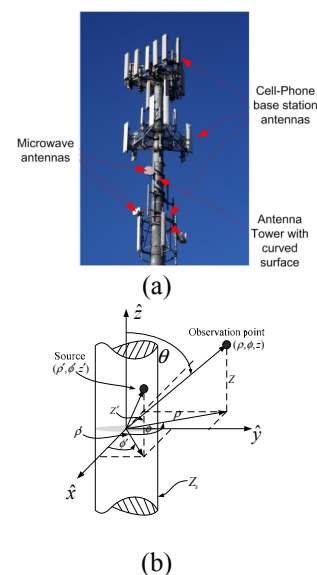 Cell-Phone
base station
antennas
Microwave
antennas
Antenna
Tower with
curved
surface
(a)
ẑ
Observation point
(ρ,ϕ,z)
Source
(ρ′,ϕ′,z′)
θ
Z
Z′
ρ
ρ′
ϕ
ϕ′
ŷ
x̂
Zs
(b)